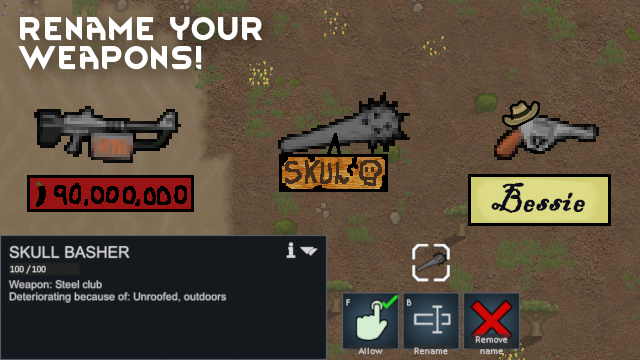 RENAME YOUR
WEAPONS!
90,000,000
SKUL
Bessie
SKULL BASHER
100 / 100
Weapon: Steel club
Deteriorating because of: Unroofed, outdoors
F
Allow
B
Rename
Remove
name